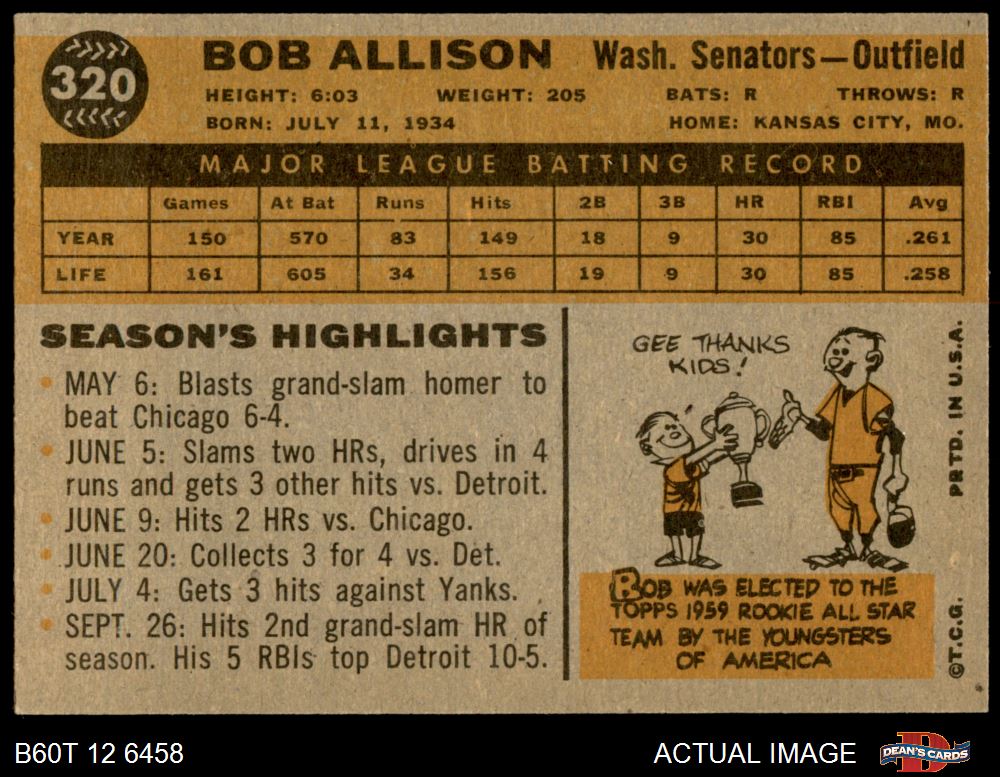 320
BOB ALLISON Wash. Senators—Outfield
HEIGHT: 6:03 WEIGHT: 205 BATS: R THROWS: R
BORN: JULY 11, 1934 HOME: KANSAS CITY, MO.
MAJOR LEAGUE BATTING RECORD
Games At Bat Runs Hits 2B 3B HR RBI Avg
YEAR 150 570 83 149 18 9 30 85 .261
LIFE 161 605 34 156 19 9 30 85 .258
SEASON'S HIGHLIGHTS
• MAY 6: Blasts grand-slam homer to
beat Chicago 6-4.
• JUNE 5: Slams two HRs, drives in 4
runs and gets 3 other hits vs. Detroit.
• JUNE 9: Hits 2 HRs vs. Chicago.
• JUNE 20: Collects 3 for 4 vs. Det.
• JULY 4: Gets 3 hits against Yanks.
• SEPT. 26: Hits 2nd grand-slam HR of
season. His 5 RBIs top Detroit 10-5.
GEE THANKS
KIDS!
BOB WAS ELECTED TO THE
TOPPS 1959 ROOKIE ALL STAR
TEAM BY THE YOUNGSTERS
OF AMERICA
©T.C.G. PRTD. IN U.S.A.
B60T 12 6458 ACTUAL IMAGE DEAN'S CARDS